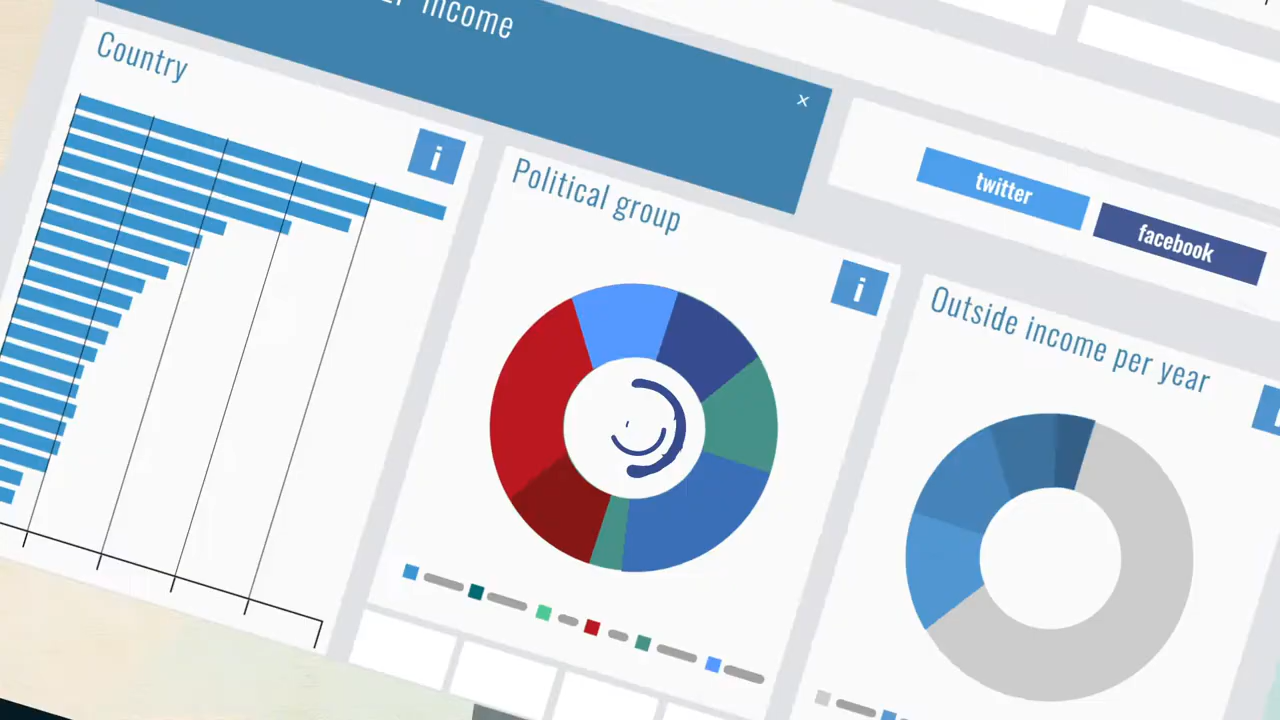 income
Country
i
Political group
i
twitter
facebook
Outside income per year